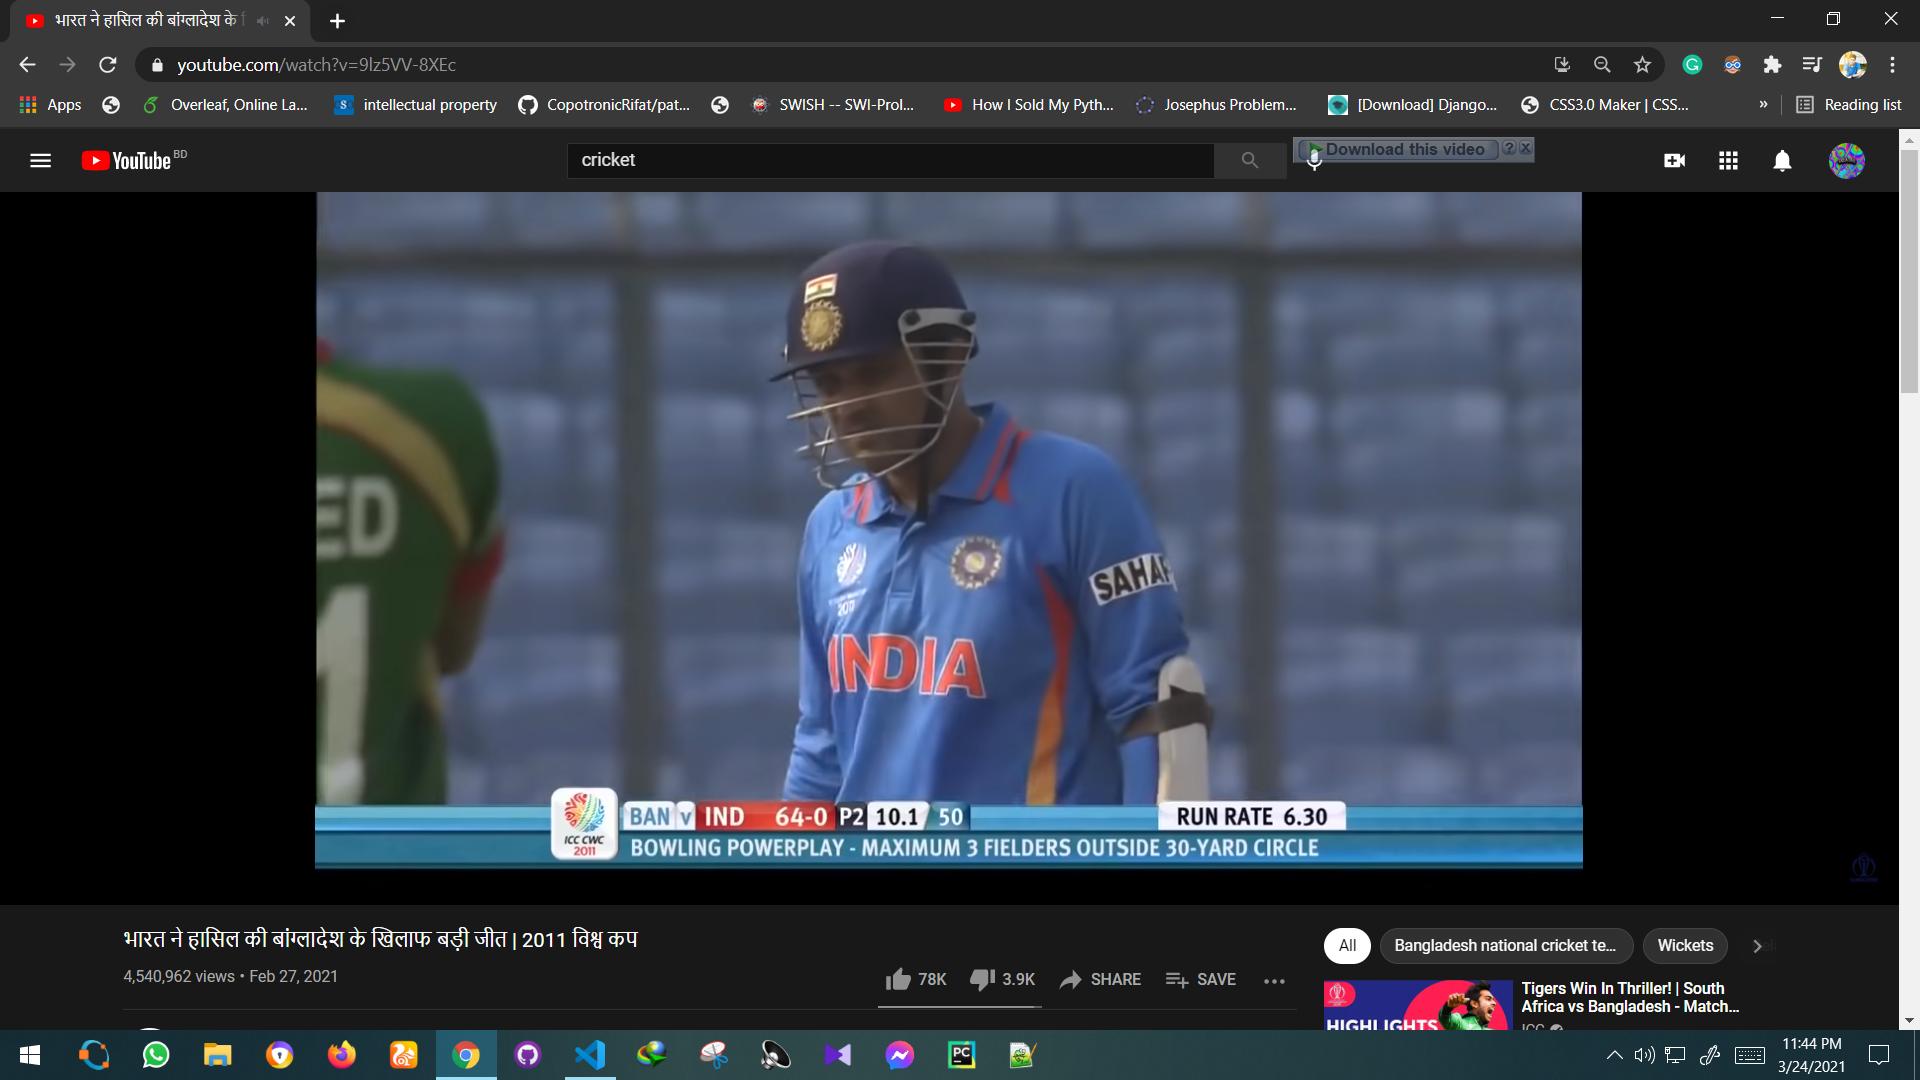 भारत ने हासिल की बांग्लादेश के
youtube.com/watch?v=9lz5VV-8XEc
Apps
Overleaf, Online La...
intellectual property
CopotronicRifat/pat...
SWISH -- SWI-Prol...
How I Sold My Pyth...
Josephus Problem...
[Download] Django...
CSS3.0 Maker | CSS...
»
Reading list
YouTube BD
cricket
Download this video ?
ED
1
2011
INDIA
BAN v IND 64-0 P2 10.1 50
RUN RATE 6.30
ICC CWC
2011
BOWLING POWERPLAY - MAXIMUM 3 FIELDERS OUTSIDE 30-YARD CIRCLE
भारत ने हासिल की बांग्लादेश के खिलाफ बड़ी जीत | 2011 विश्व कप
4,540,962 views • Feb 27, 2021
78K
3.9K
SHARE
SAVE
All
Bangladesh national cricket te...
Wickets
HIGHLIGHTS
Tigers Win In Thriller! | South
Africa vs Bangladesh - Match...
ICC
PC
11:44 PM
3/24/2021